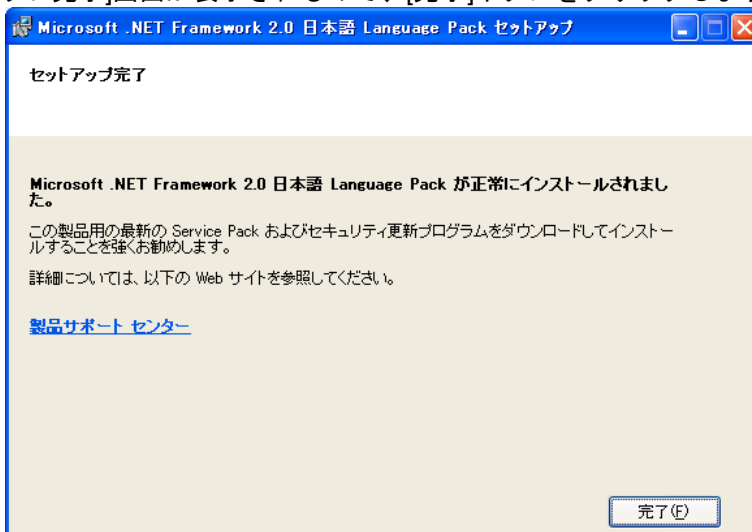 Microsoft .NET Framework 2.0 日本語 Language Pack セットアップ
セットアップ完了
Microsoft .NET Framework 2.0 日本語 Language Pack が正常にインストールされまし
た。
この製品用の最新の Service Pack およびセキュリティ更新プログラムをダウンロードしてインストー
ルすることを強くお勧めします。
詳細については、以下の Web サイトを参照してください。
製品サポート センター
完了(F)